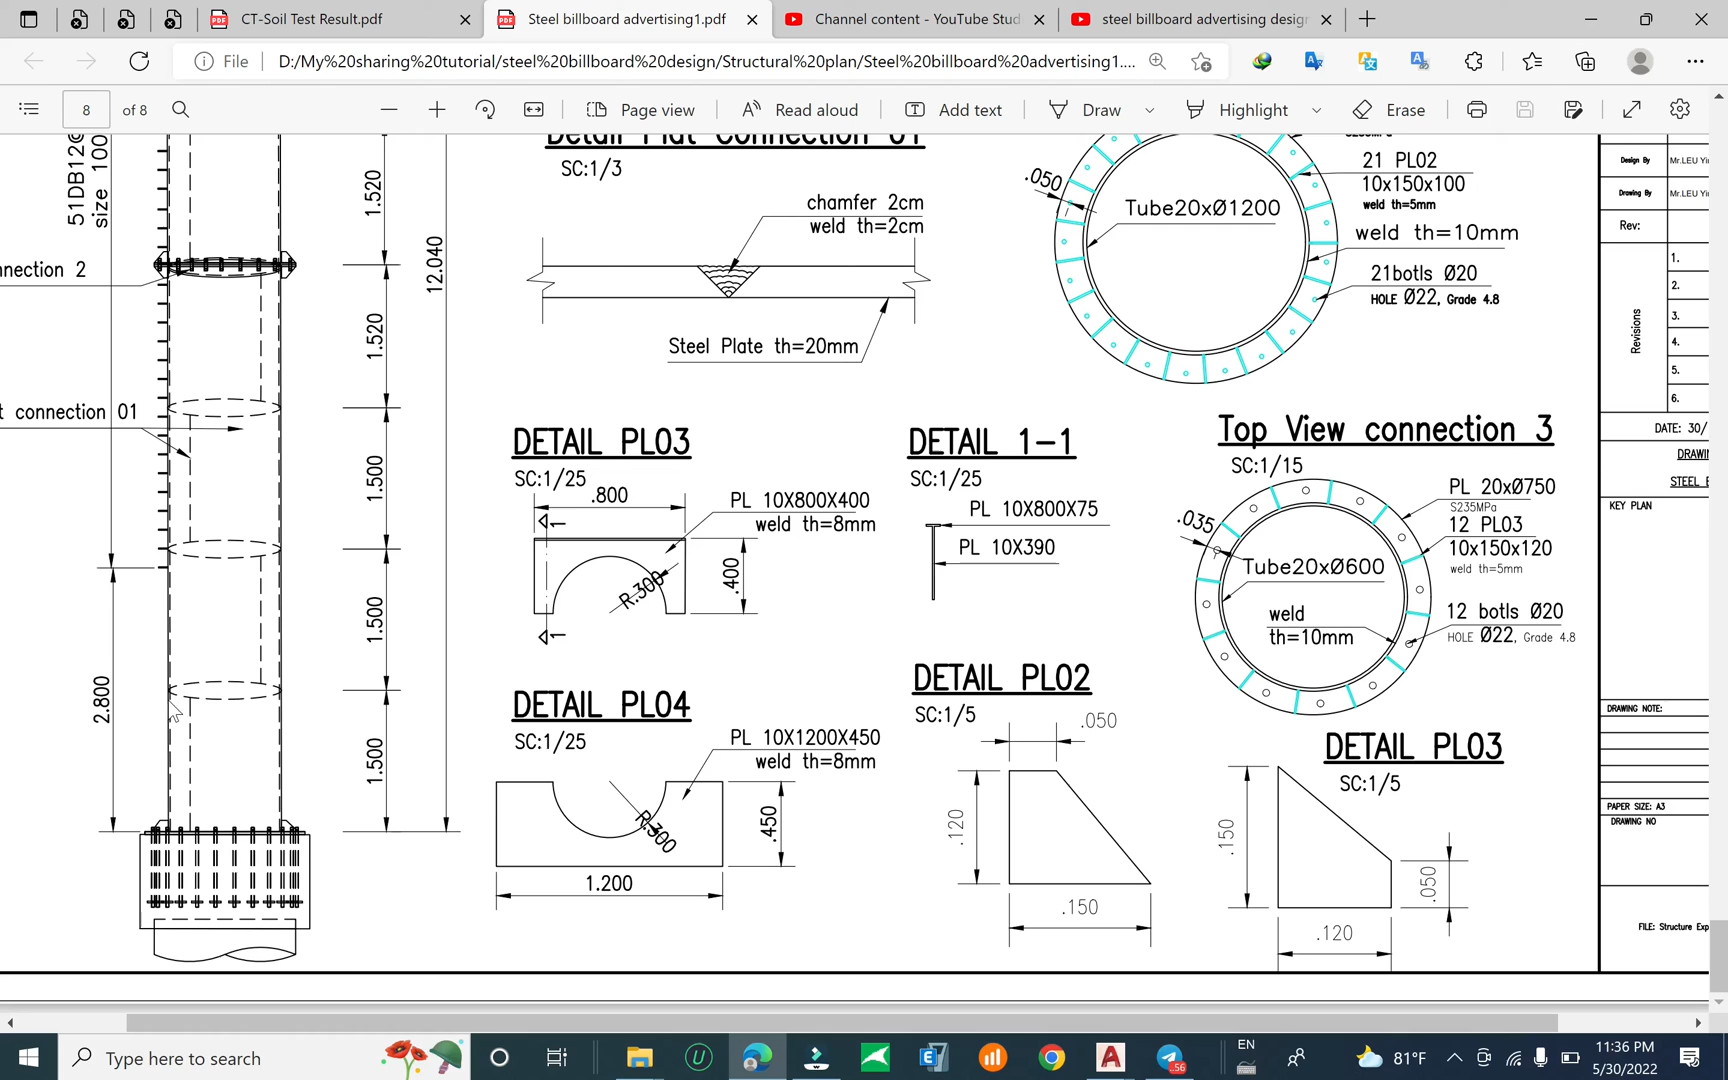 CT-Soil Test Result.pdf
Steel billboard advertising1.pdf
Channel content - YouTube Stud
steel billboard advertising desig
File
D:/My%20sharing%20tutorial/steel%20billboard%20design/Structural%20plan/Steel%20billboard%20advertising1....
8
of 8
Page view
Read aloud
Add text
Draw
Highlight
Erase
51DB12@
size 100
nnection 2
t connection 01
2.800
1.520
1.520
1.500
1.500
1.500
12.040
Detail Plat Connection 01
SC:1/3
chamfer 2cm
weld th=2cm
Steel Plate th=20mm
.050
Tube20xØ1200
S235MPa
21 PL02
10x150x100
weld th=5mm
weld th=10mm
21botls Ø20
HOLE Ø22, Grade 4.8
DETAIL PL03
SC:1/25
.800
PL 10X800X400
weld th=8mm
1
R.300
.400
1
DETAIL 1-1
SC:1/25
PL 10X800X75
PL 10X390
Top View connection 3
SC:1/15
.035
PL 20xØ750
S235MPa
12 PL03
10x150x120
weld th=5mm
Tube20xØ600
weld
th=10mm
12 botls Ø20
HOLE Ø22, Grade 4.8
DETAIL PL04
SC:1/25
PL 10X1200X450
weld th=8mm
R.300
.450
1.200
DETAIL PL02
SC:1/5
.050
.120
.150
DETAIL PL03
SC:1/5
.150
.050
.120
Design By
Mr.LEU Yi
Drawing By
Mr.LEU Yi
Rev:
Revisions
1.
2.
3.
4.
5.
6.
DATE: 30/
DRAWIN
STEEL B
KEY PLAN
DRAWING NOTE:
PAPER SIZE: A3
DRAWING NO
FILE: Structure Exp
Type here to search
.56
EN
81°F
11:36 PM
5/30/2022